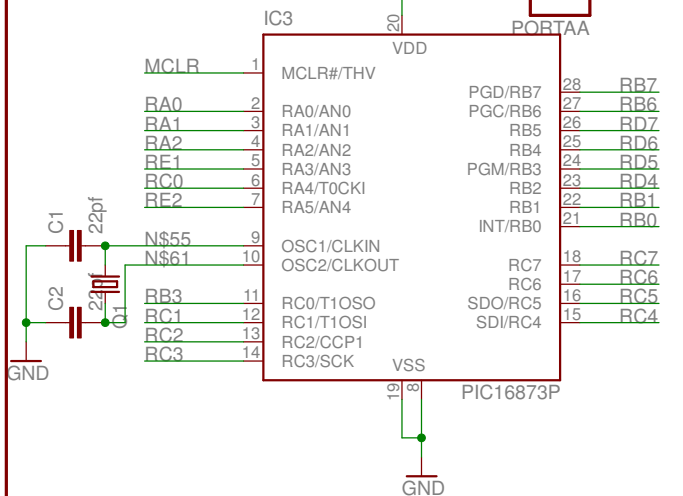 IC3
20
PORTAA
VDD
MCLR 1 MCLR#/THV
PGD/RB7 28 RB7
RA0 2 RA0/AN0 PGC/RB6 27 RB6
RA1 3 RA1/AN1 RB5 26 RD7
RA2 4 RA2/AN2 RB4 25 RD6
RE1 5 RA3/AN3 PGM/RB3 24 RD5
RC0 6 RA4/T0CKI RB2 23 RD4
RE2 7 RA5/AN4 RB1 22 RB1
INT/RB0 21 RB0
C1 22pf
N$55 9 OSC1/CLKIN
N$61 10 OSC2/CLKOUT RC7 18 RC7
RC6 17 RC6
C2 22pf
Q1
RB3 11 RC0/T1OSO SDO/RC5 16 RC5
RC1 12 RC1/T1OSI SDI/RC4 15 RC4
RC2 13 RC2/CCP1
RC3 14 RC3/SCK VSS
GND
19 8 PIC16873P
GND